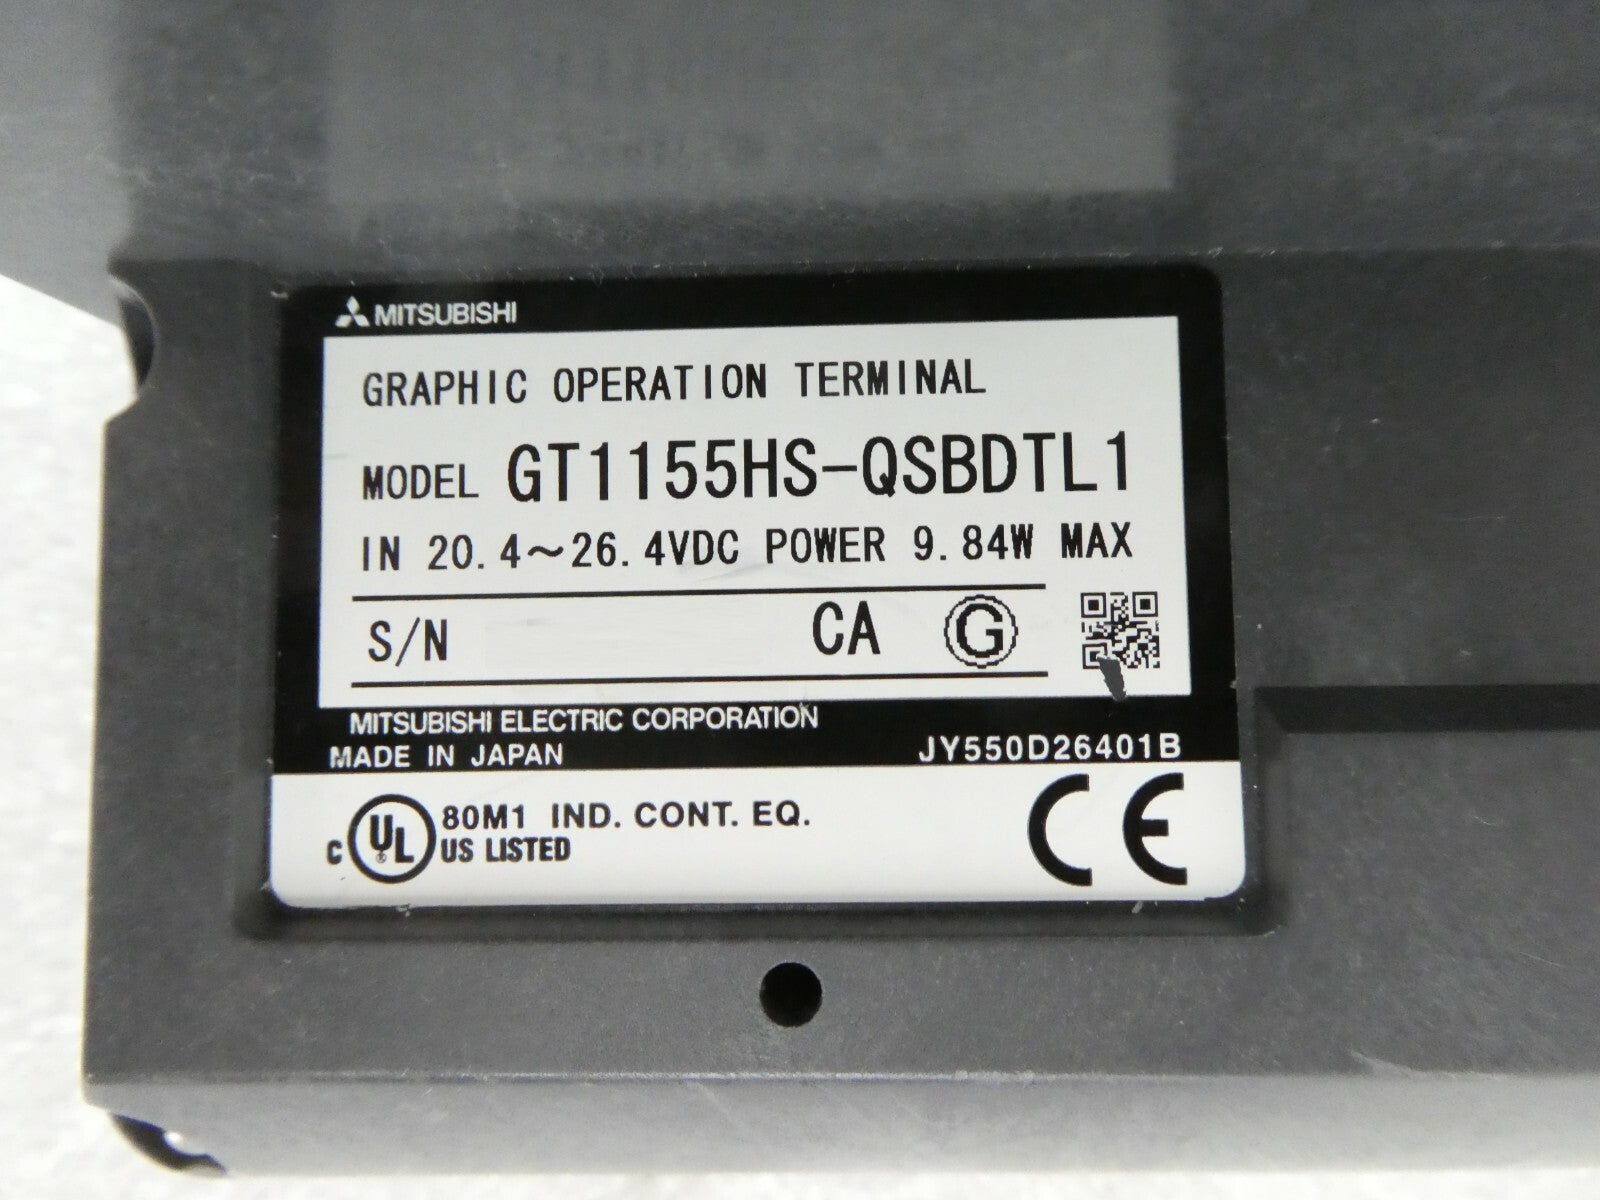 MITSUBISHI
GRAPHIC OPERATION TERMINAL
MODEL GT1155HS-QSBDTL1
IN 20.4~26.4VDC POWER 9.84W MAX
S/N CA G
MITSUBISHI ELECTRIC CORPORATION
MADE IN JAPAN JY550D26401B
c UL ® 80M1 IND. CONT. EQ.
US LISTED
CE